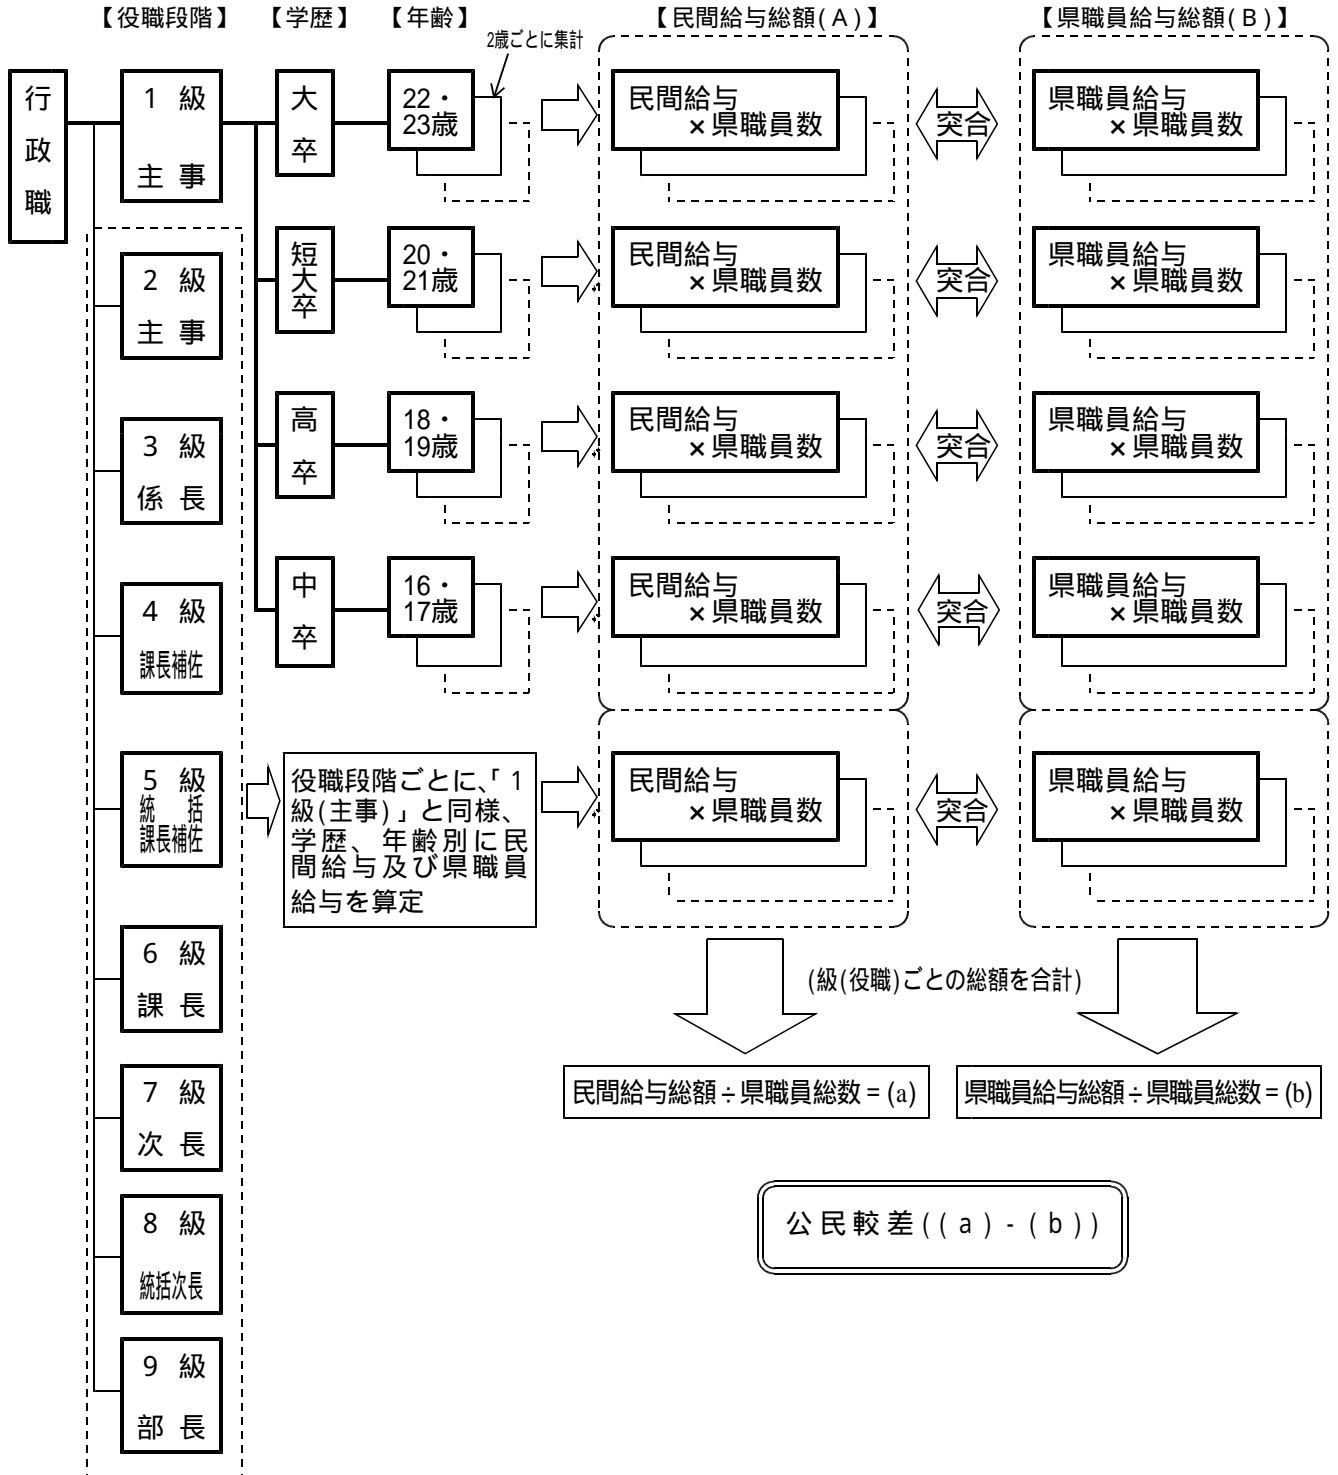 【役職段階】 【学歴】 【年齢】 【民間給与総額(A)】 【県職員給与総額(B)】
2歳ごとに集計
行政職
1 級
主 事
大卒
22・
23歳
民間給与
×県職員数
突合
県職員給与
×県職員数
2 級
主 事
短大卒
20・
21歳
民間給与
×県職員数
突合
県職員給与
×県職員数
3 級
係 長
高卒
18・
19歳
民間給与
×県職員数
突合
県職員給与
×県職員数
4 級
課長補佐
中卒
16・
17歳
民間給与
×県職員数
突合
県職員給与
×県職員数
5 級
統 括
課長補佐
役職段階ごとに、「1
級(主事)」と同様、
学歴、年齢別に民
間給与及び県職員
給与を算定
民間給与
×県職員数
突合
県職員給与
×県職員数
6 級
課 長
(級(役職)ごとの総額を合計)
7 級
次 長
民間給与総額÷県職員総数=(a)
県職員給与総額÷県職員総数=(b)
8 級
統括次長
公民較差((a)-(b))
9 級
部 長